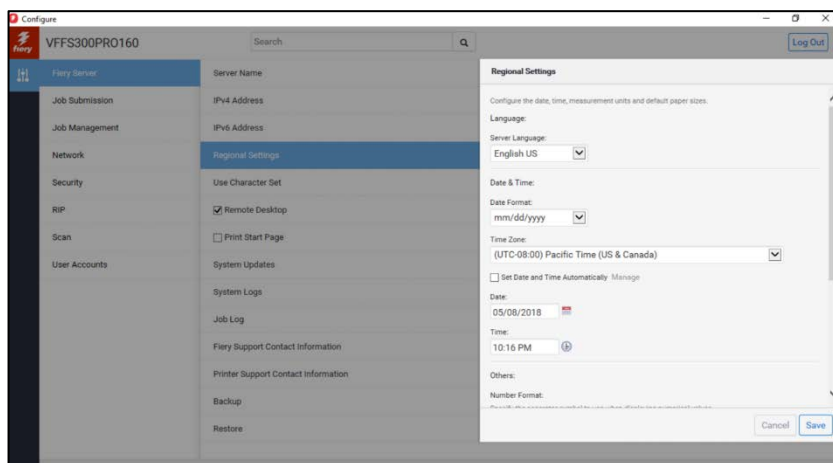 Configure
fiery
VFFS300PRO160
Search
Log Out
Fiery Server
Job Submission
Job Management
Network
Security
RIP
Scan
User Accounts
Server Name
IPv4 Address
IPv6 Address
Regional Settings
Use Character Set
Remote Desktop
Print Start Page
System Updates
System Logs
Job Log
Fiery Support Contact Information
Printer Support Contact Information
Backup
Restore
Regional Settings
Configure the date, time, measurement units and default paper sizes.
Language:
Server Language:
English US
Date & Time:
Date Format:
mm/dd/yyyy
Time Zone:
(UTC-08:00) Pacific Time (US & Canada)
Set Date and Time Automatically Manage
Date:
05/08/2018
Time:
10:16 PM
Others:
Number Format:
Cancel
Save